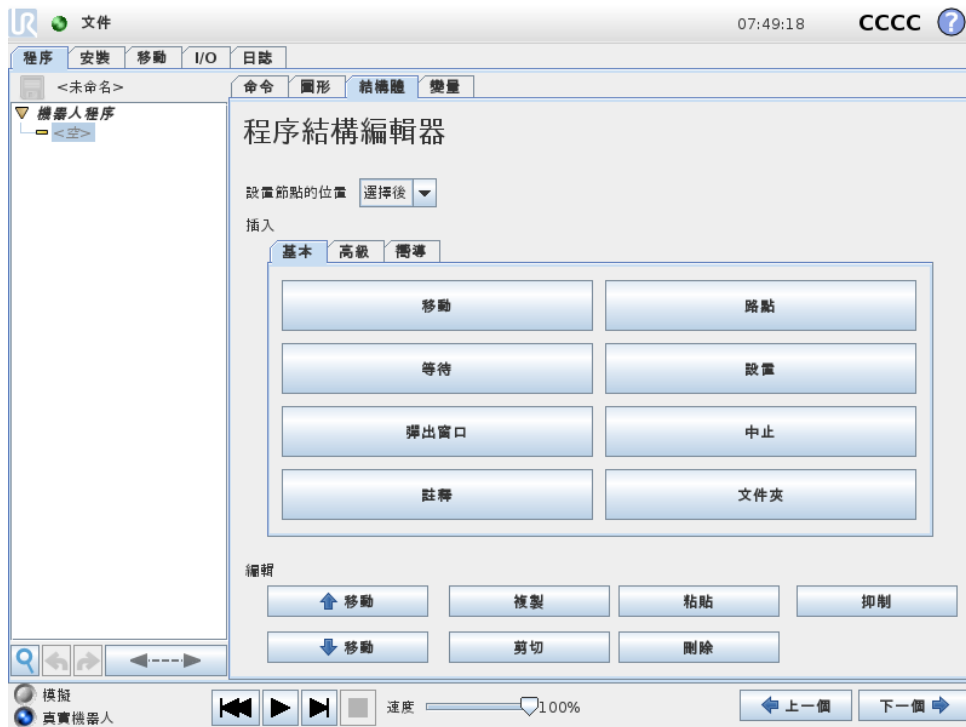 UR 文件 07:49:18 CCCC ?
程序 安裝 移動 I/O 日誌
<未命名> 命令 圖形 結構體 變量
機器人程序
<空>
程序結構編輯器
設置節點的位置 選擇後
插入
基本 高級 嚮導
移動 路點
等待 設置
彈出窗口 中止
註釋 文件夾
編輯
移動 複製 粘貼 抑制
移動 剪切 刪除
模擬
真實機器人
速度 100% 上一個 下一個